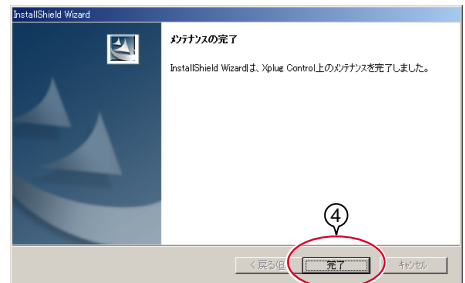 InstallShield Wizard
ﾒﾝﾃﾅﾝｽの完了
InstallShield Wizardは、Xplug Control上のﾒﾝﾃﾅﾝｽを完了しました。
④
< 戻る(B)
完了
ｷｬﾝｾﾙ